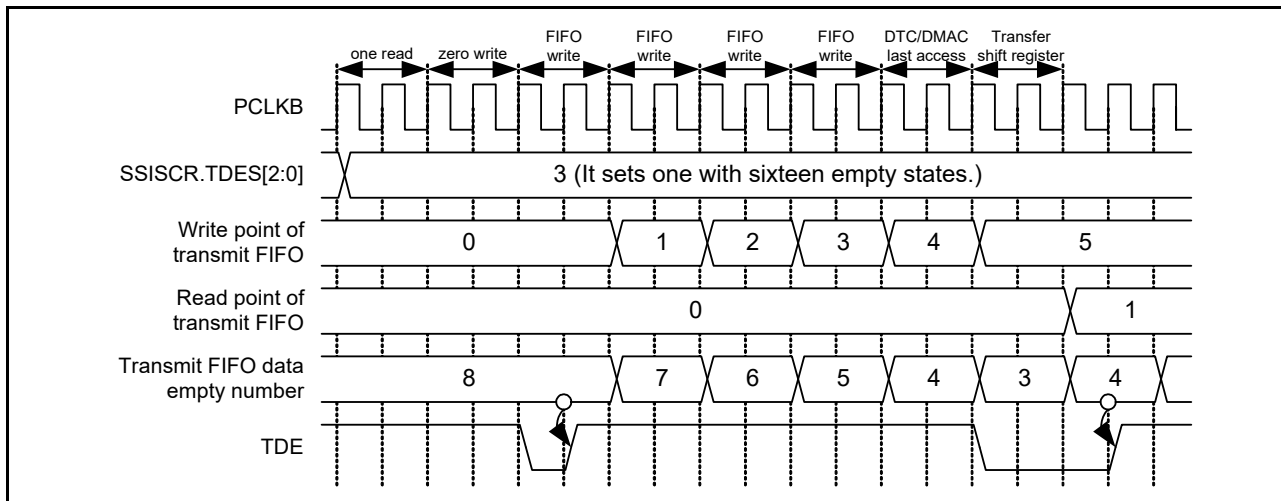 one read
zero write
FIFO
write
FIFO
write
FIFO
write
FIFO
write
DTC/DMAC
last access
Transfer
shift register
PCLKB
SSISCR.TDES[2:0]
3 (It sets one with sixteen empty states.)
Write point of
transmit FIFO
0
1
2
3
4
5
Read point of
transmit FIFO
0
1
Transmit FIFO data
empty number
8
7
6
5
4
3
4
TDE